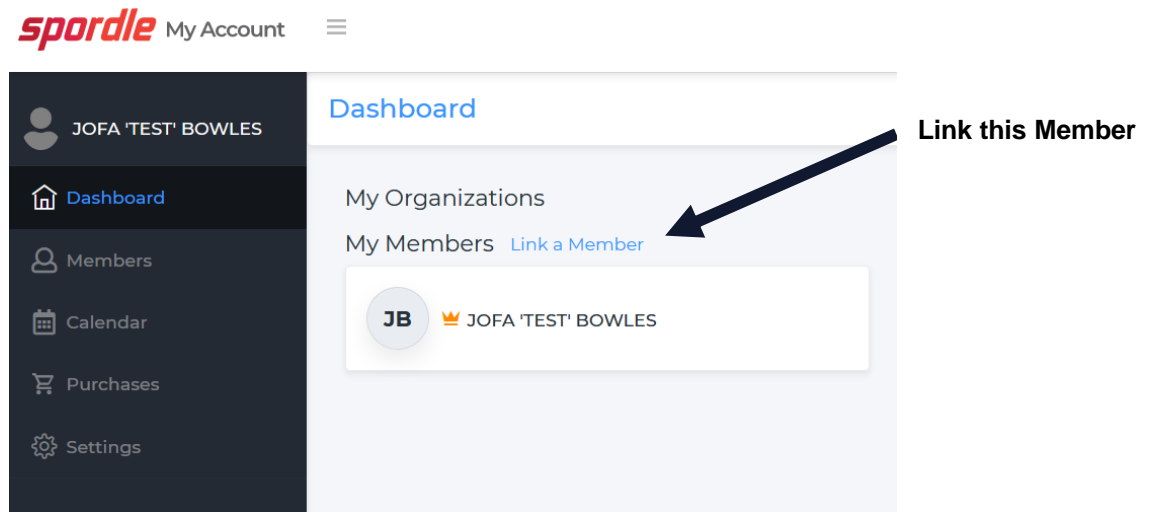 spordle My Account
JOFA 'TEST' BOWLES
Dashboard
Members
Calendar
Purchases
Settings
Dashboard
My Organizations
My Members Link a Member
JB JOFA 'TEST' BOWLES
Link this Member